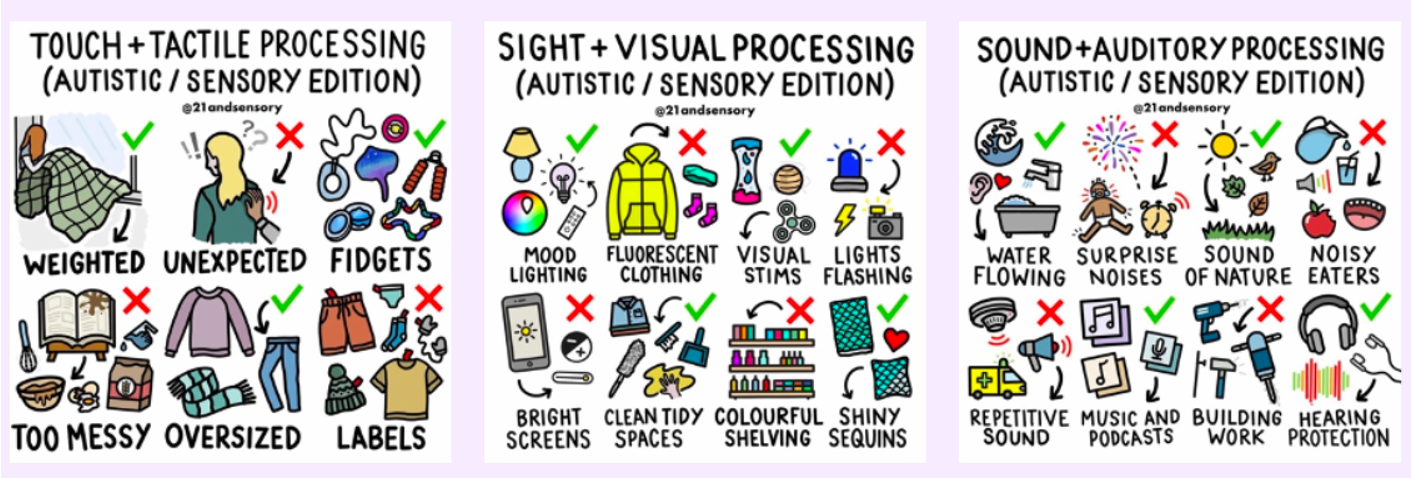 TOUCH + TACTILE PROCESSING
(AUTISTIC / SENSORY EDITION)
@21andsensory
!!
???
WEIGHTED
UNEXPECTED
FIDGETS
TOO MESSY
OVERSIZED
LABELS
SIGHT + VISUAL PROCESSING
(AUTISTIC / SENSORY EDITION)
@21andsensory
MOOD
LIGHTING
FLUORESCENT
CLOTHING
VISUAL
STIMS
LIGHTS
FLASHING
BRIGHT
SCREENS
CLEAN TIDY
SPACES
COLOURFUL
SHELVING
SHINY
SEQUINS
SOUND + AUDITORY PROCESSING
(AUTISTIC / SENSORY EDITION)
@21andsensory
WATER
FLOWING
SURPRISE
NOISES
SOUND
OF NATURE
NOISY
EATERS
REPETITIVE
SOUND
MUSIC AND
PODCASTS
BUILDING
WORK
HEARING
PROTECTION